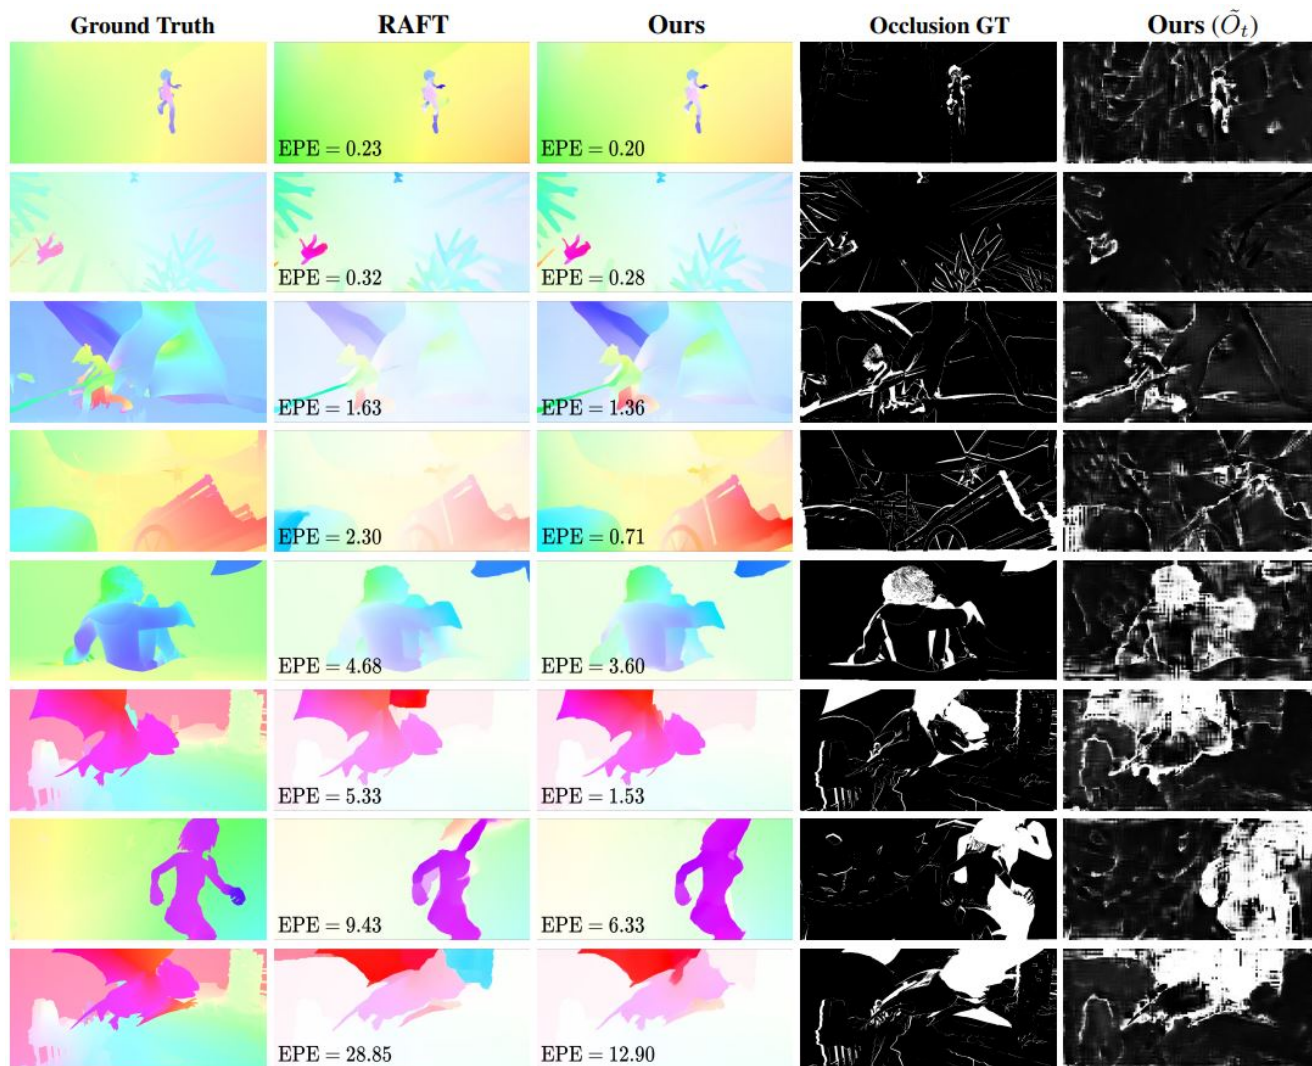 Ground Truth RAFT Ours Occlusion GT Ours (Õₜ)
EPE = 0.23 EPE = 0.20
EPE = 0.32 EPE = 0.28
EPE = 1.63 EPE = 1.36
EPE = 2.30 EPE = 0.71
EPE = 4.68 EPE = 3.60
EPE = 5.33 EPE = 1.53
EPE = 9.43 EPE = 6.33
EPE = 28.85 EPE = 12.90